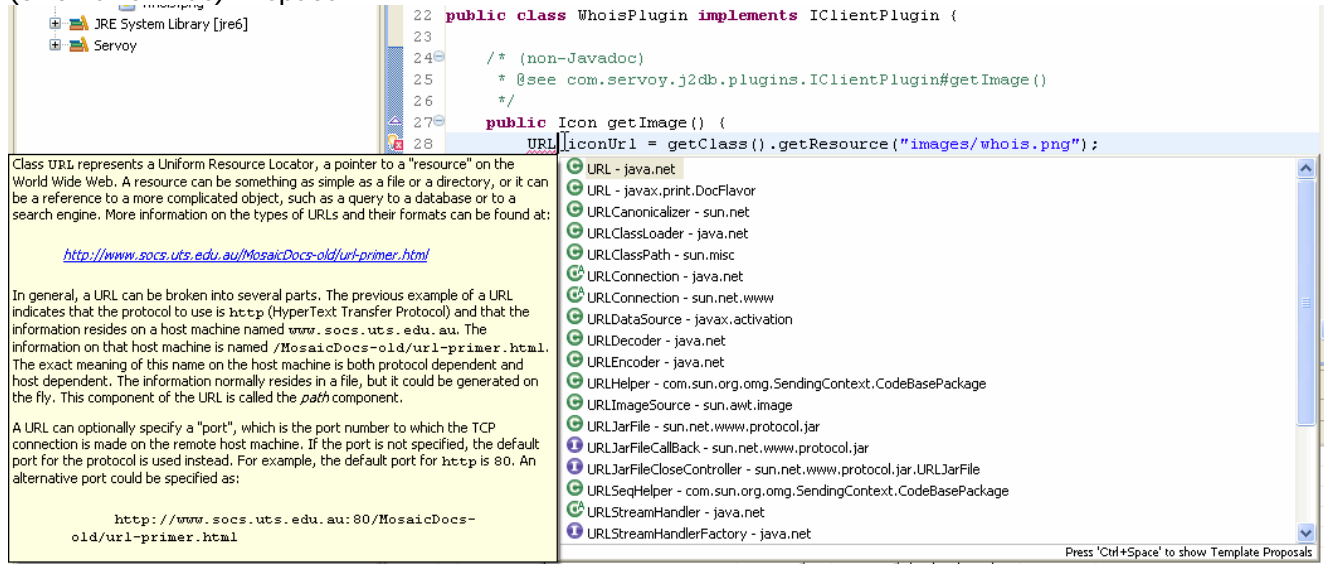 JRE System Library [jre6]
Servoy
22 public class WhoisPlugin implements IClientPlugin {
23
24 /* (non-Javadoc)
25 * @see com.servoy.j2db.plugins.IClientPlugin#getImage()
26 */
27 public Icon getImage() {
28 URL iconUrl = getClass().getResource("images/whois.png");
Class URL represents a Uniform Resource Locator, a pointer to a "resource" on the
World Wide Web. A resource can be something as simple as a file or a directory, or it can
be a reference to a more complicated object, such as a query to a database or to a
search engine. More information on the types of URLs and their formats can be found at:
http://www.socs.uts.edu.au/MosaicDocs-old/url-primer.html
In general, a URL can be broken into several parts. The previous example of a URL
indicates that the protocol to use is http (HyperText Transfer Protocol) and that the
information resides on a host machine named www.socs.uts.edu.au. The
information on that host machine is named /MosaicDocs-old/url-primer.html.
The exact meaning of this name on the host machine is both protocol dependent and
host dependent. The information normally resides in a file, but it could be generated on
the fly. This component of the URL is called the path component.
A URL can optionally specify a "port", which is the port number to which the TCP
connection is made on the remote host machine. If the port is not specified, the default
port for the protocol is used instead. For example, the default port for http is 80. An
alternative port could be specified as:
http://www.socs.uts.edu.au:80/MosaicDocs-
old/url-primer.html
URL - java.net
URL - javax.print.DocFlavor
URLCanonicalizer - sun.net
URLClassLoader - java.net
URLClassPath - sun.misc
URLConnection - java.net
URLConnection - sun.net.www
URLDataSource - javax.activation
URLDecoder - java.net
URLEncoder - java.net
URLHelper - com.sun.org.omg.SendingContext.CodeBasePackage
URLImageSource - sun.awt.image
URLJarFile - sun.net.www.protocol.jar
URLJarFileCallBack - sun.net.www.protocol.jar
URLJarFileCloseController - sun.net.www.protocol.jar.URLJarFile
URLSeqHelper - com.sun.org.omg.SendingContext.CodeBasePackage
URLStreamHandler - java.net
URLStreamHandlerFactory - java.net
Press 'Ctrl+Space' to show Template Proposals